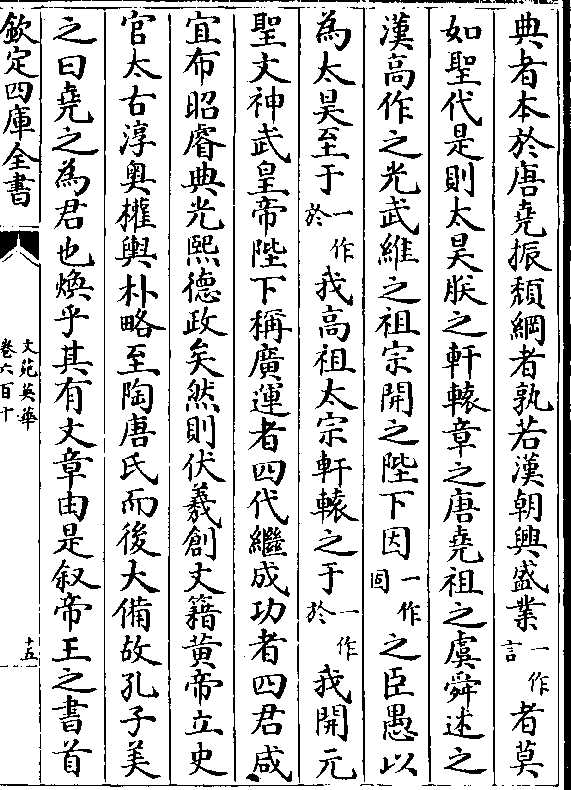 典者本於唐堯振頽綱者孰若漢朝興盛業一作言者莫
如聖代是則太昊朕之軒轅章之唐堯祖之虞舜述之
漢高作之光武維之祖宗開之陛下因一作固之臣愚以
為太昊至于一作於我高祖太宗軒轅之于一作於我開元
聖文神武皇帝陛下稱廣運者四代繼成功者四君咸
宜布昭睿典光熙德政矣然則伏羲創文籍黄帝立史
官太古淳奥權輿朴略至陶唐氏而後大備故孔子美
之曰堯之為君也焕乎其有文章由是叙帝王之書首
欽定四庫全書
文苑英華
卷六百十
十五